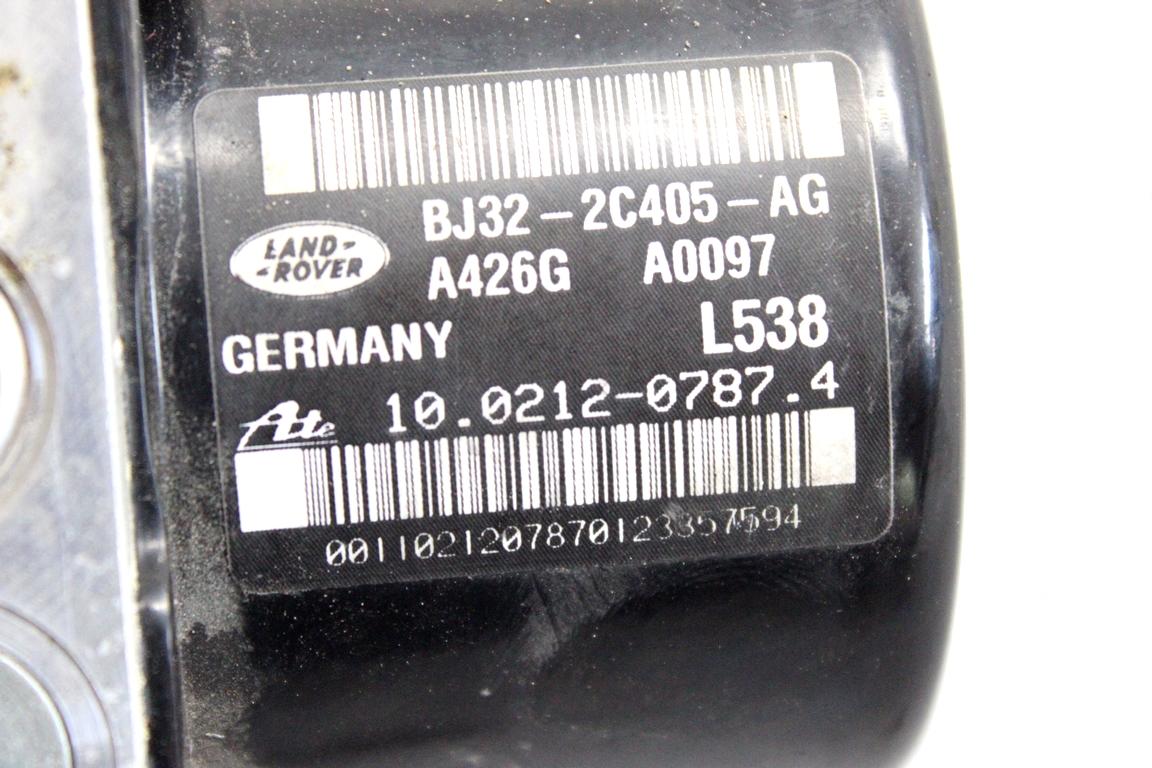 BJ32-2C405-AG
LAND-
-ROVER
A426G A0097
GERMANY L538
Ate 10.0212-0787.4